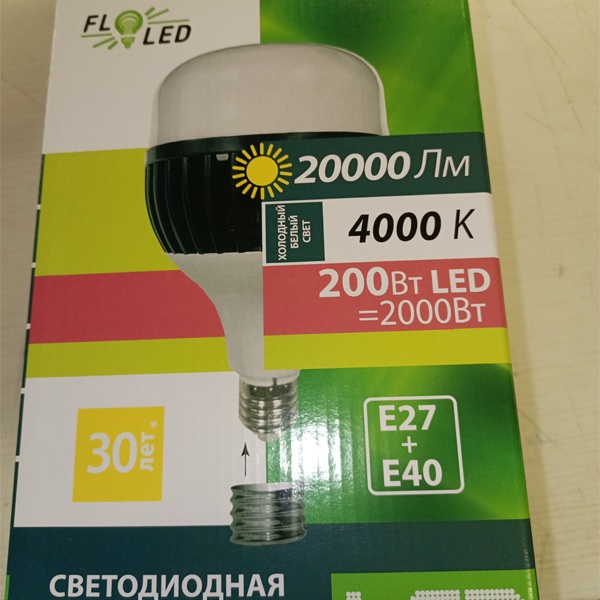 FL LED
20000 Лм
ХОЛОДНЫЙ
БЕЛЫЙ
СВЕТ
4000 К
200Вт LED
=2000Вт
30 лет.*
E27
+
E40
СВЕТОДИОДНАЯ